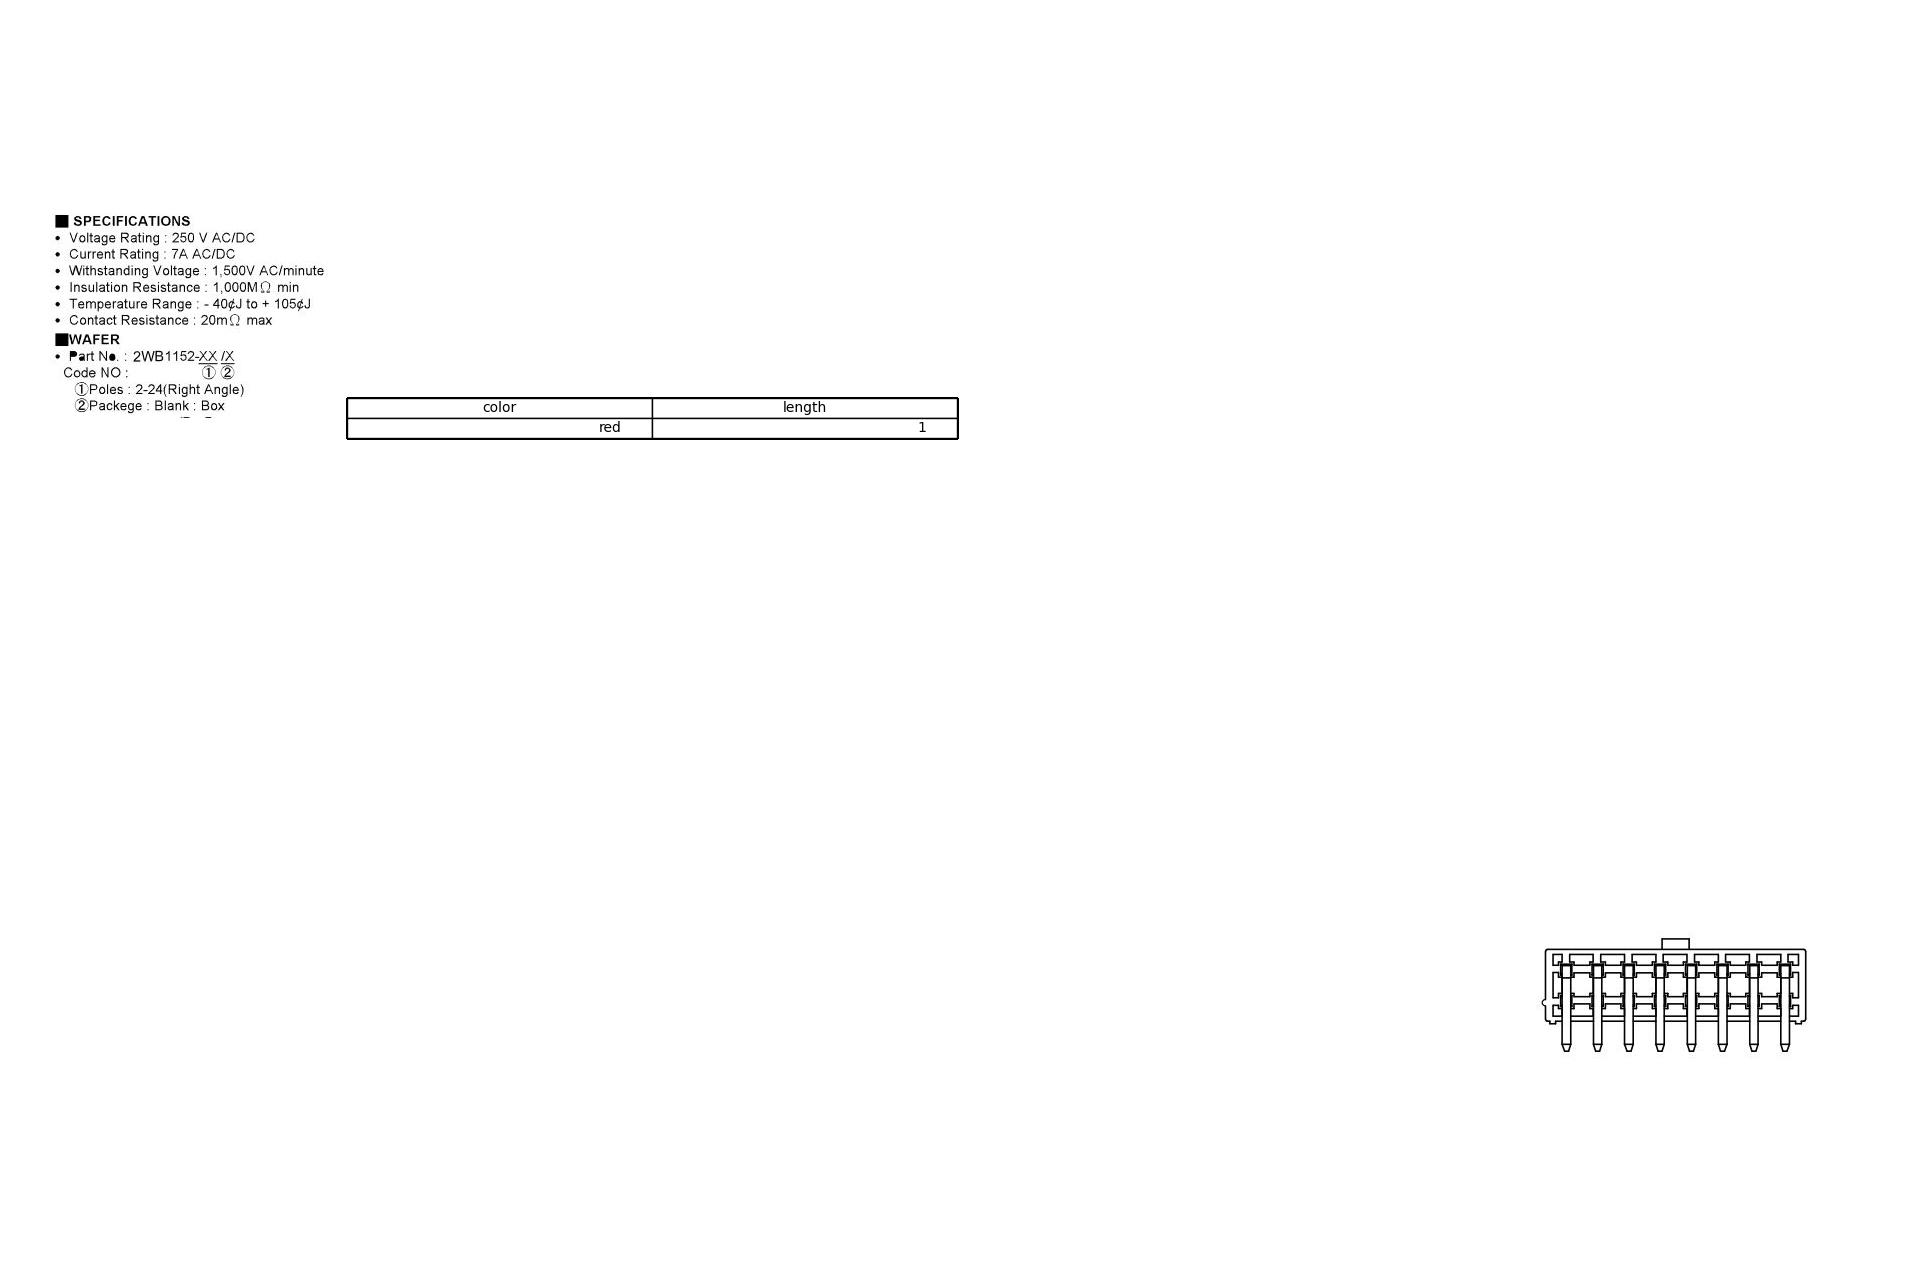 ■ SPECIFICATIONS
• Voltage Rating : 250 V AC/DC
• Current Rating : 7A AC/DC
• Withstanding Voltage : 1,500V AC/minute
• Insulation Resistance : 1,000MΩ min
• Temperature Range : - 40¢J to + 105¢J
• Contact Resistance : 20mΩ max
■WAFER
• Part No. : 2WB1152-XX /X
Code NO : ① ②
①Poles : 2-24(Right Angle)
②Packege : Blank : Box
color length
red 1